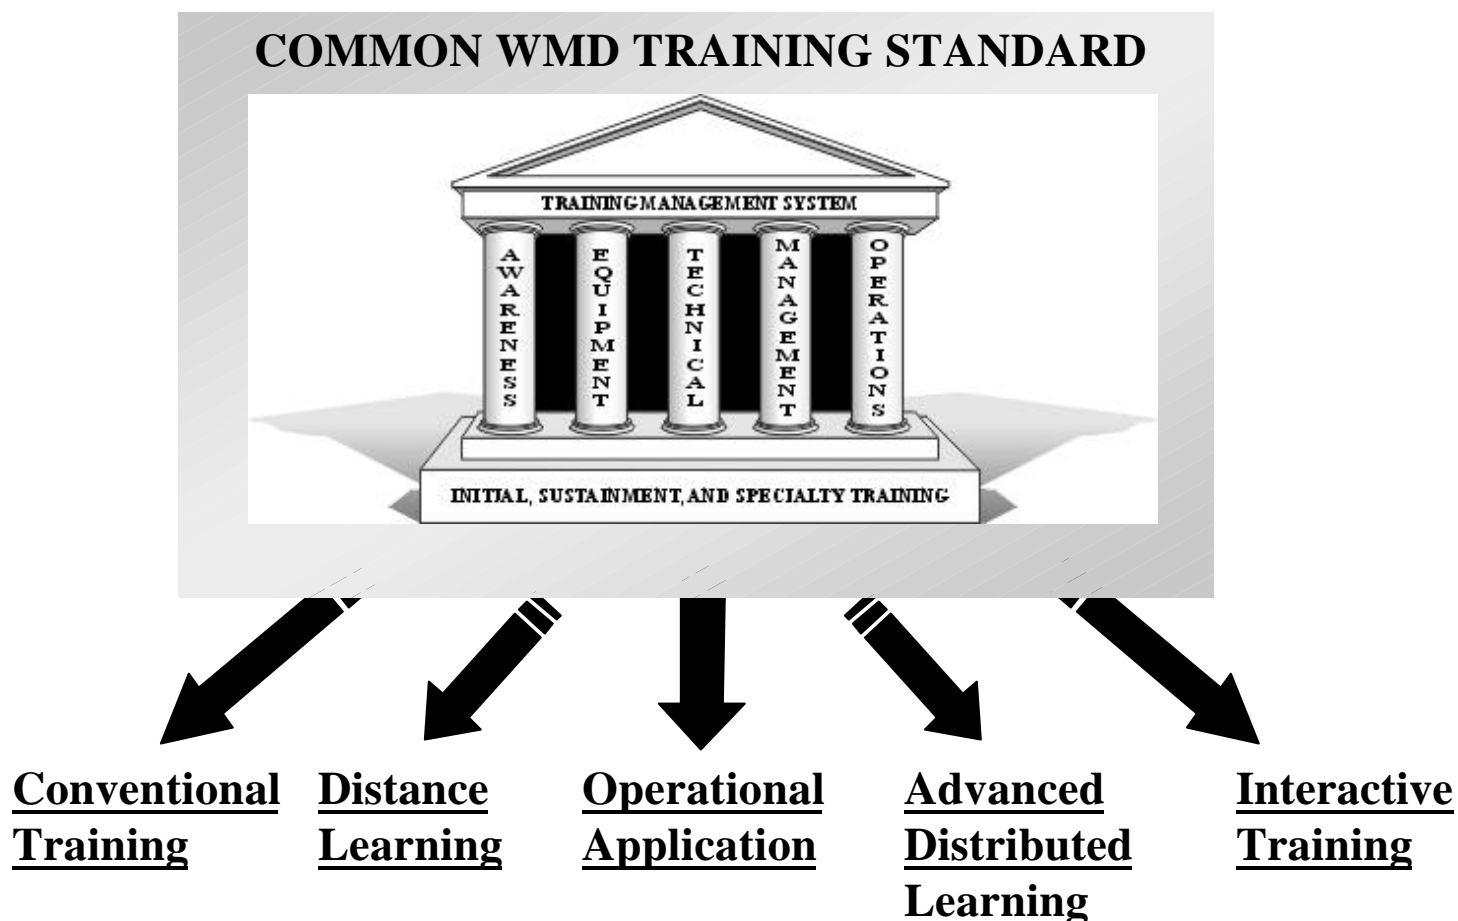 COMMON WMD TRAINING STANDARD
TRAINING MANAGEMENT SYSTEM
AWARENESS
EQUIPMENT
TECHNICAL
MANAGEMENT
OPERATIONS
INITIAL, SUSTAINMENT, AND SPECIALTY TRAINING
Conventional
Training
Distance
Learning
Operational
Application
Advanced
Distributed
Learning
Interactive
Training